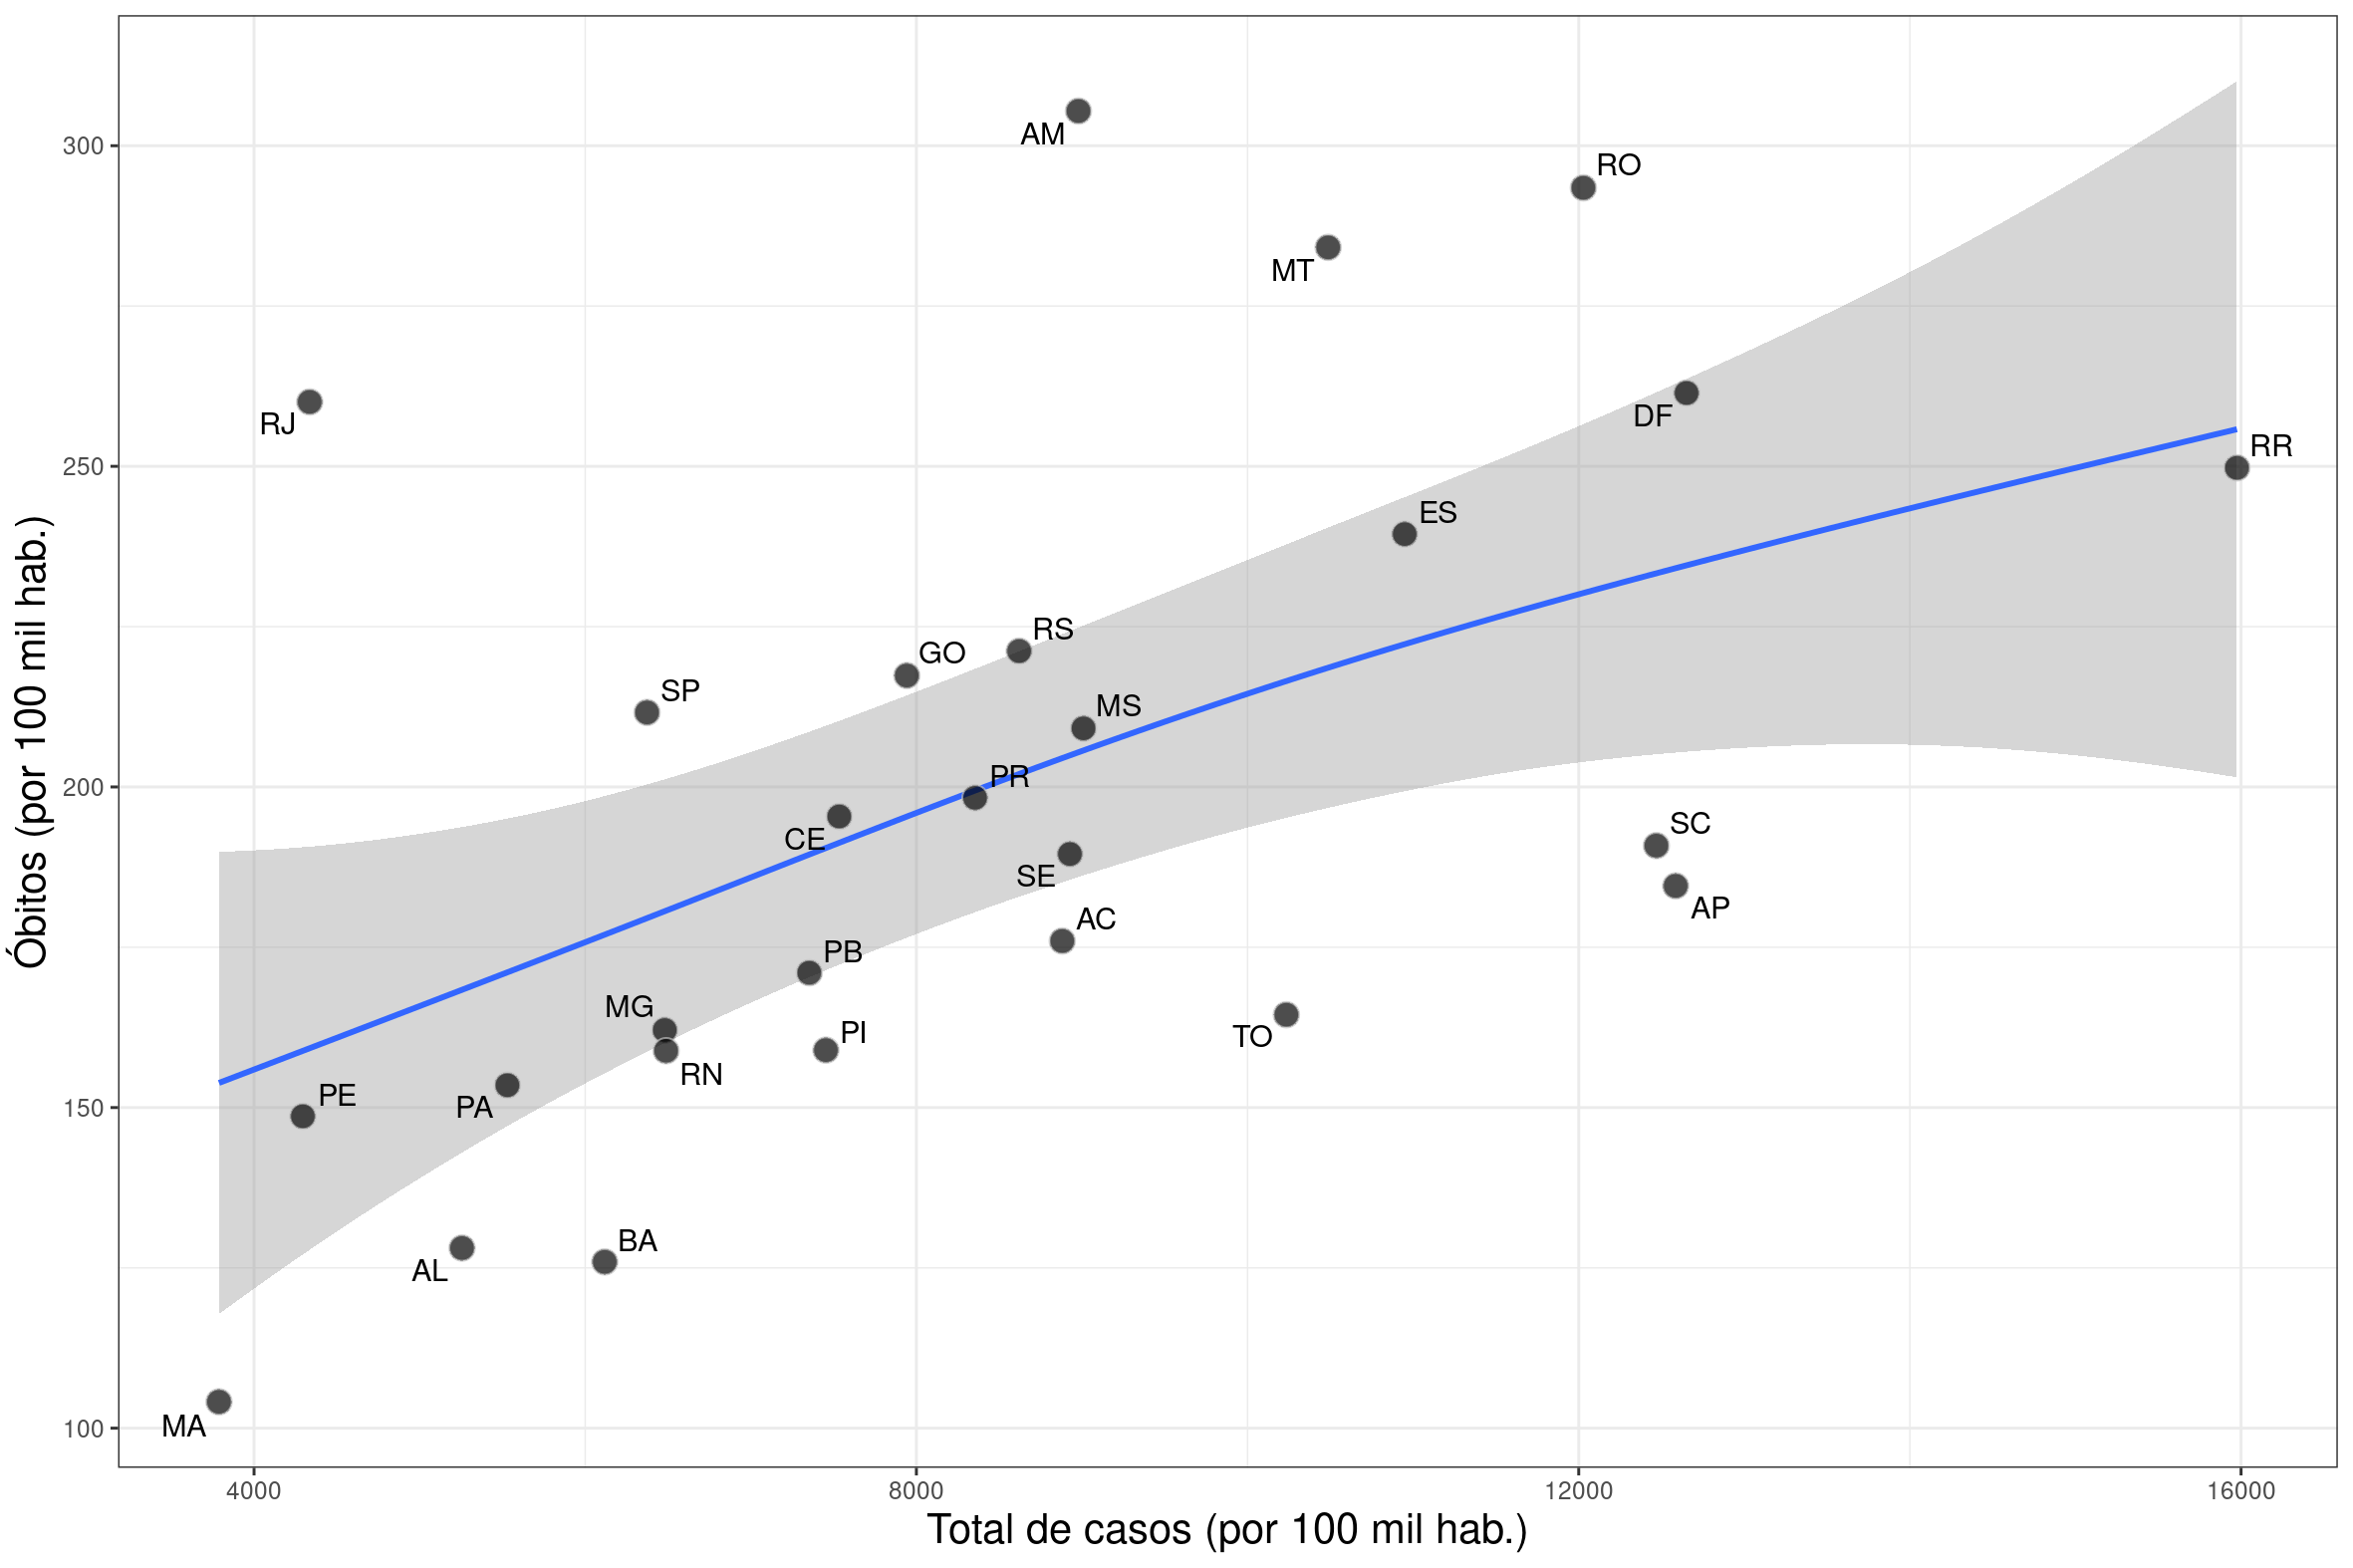 Óbitos (por 100 mil hab.)
300
250
200
150
100
AM
RO
MT
RJ
DF
RR
ES
RS
GO
SP
MS
PR
CE
SC
SE
AP
AC
PB
MG
PI
TO
RN
PE
PA
BA
AL
MA
4000
8000
12000
16000
Total de casos (por 100 mil hab.)